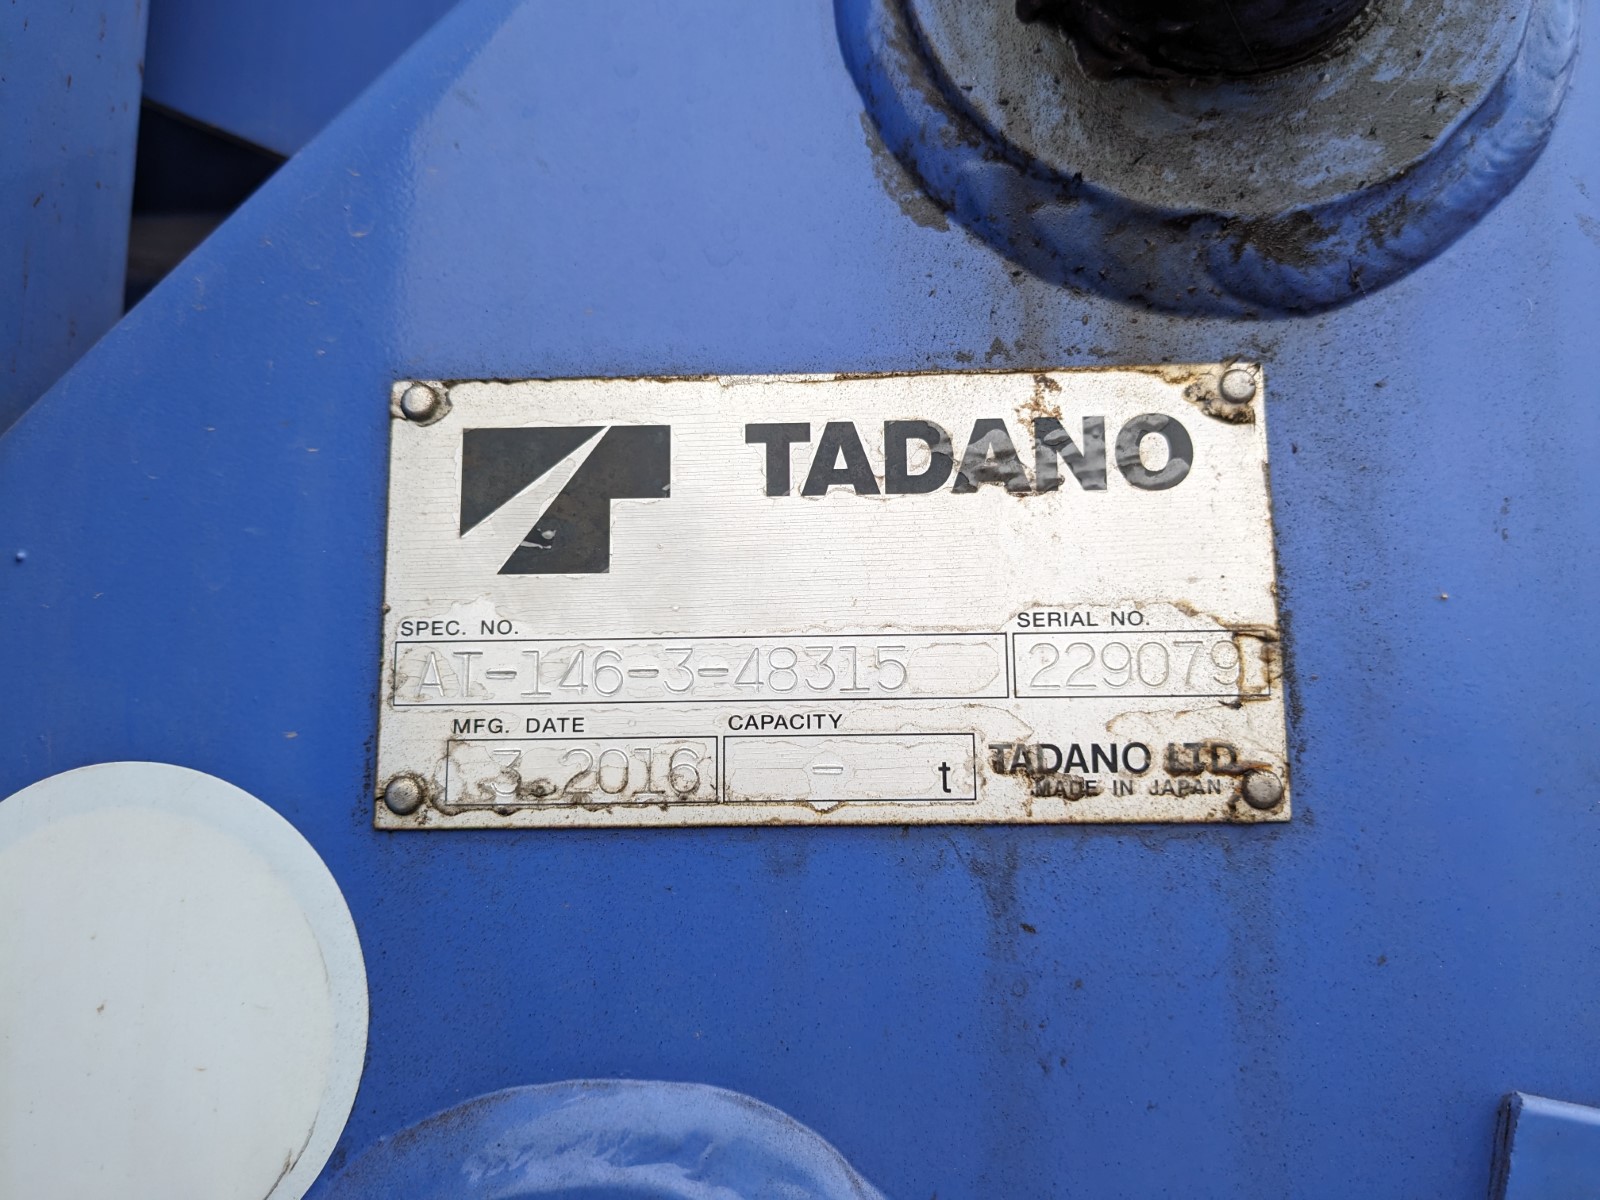 TADANO
SPEC. NO. SERIAL NO.
AT-146-3-48315 229079
MFG. DATE CAPACITY
3.2016 - t TADANO LTD.
MADE IN JAPAN